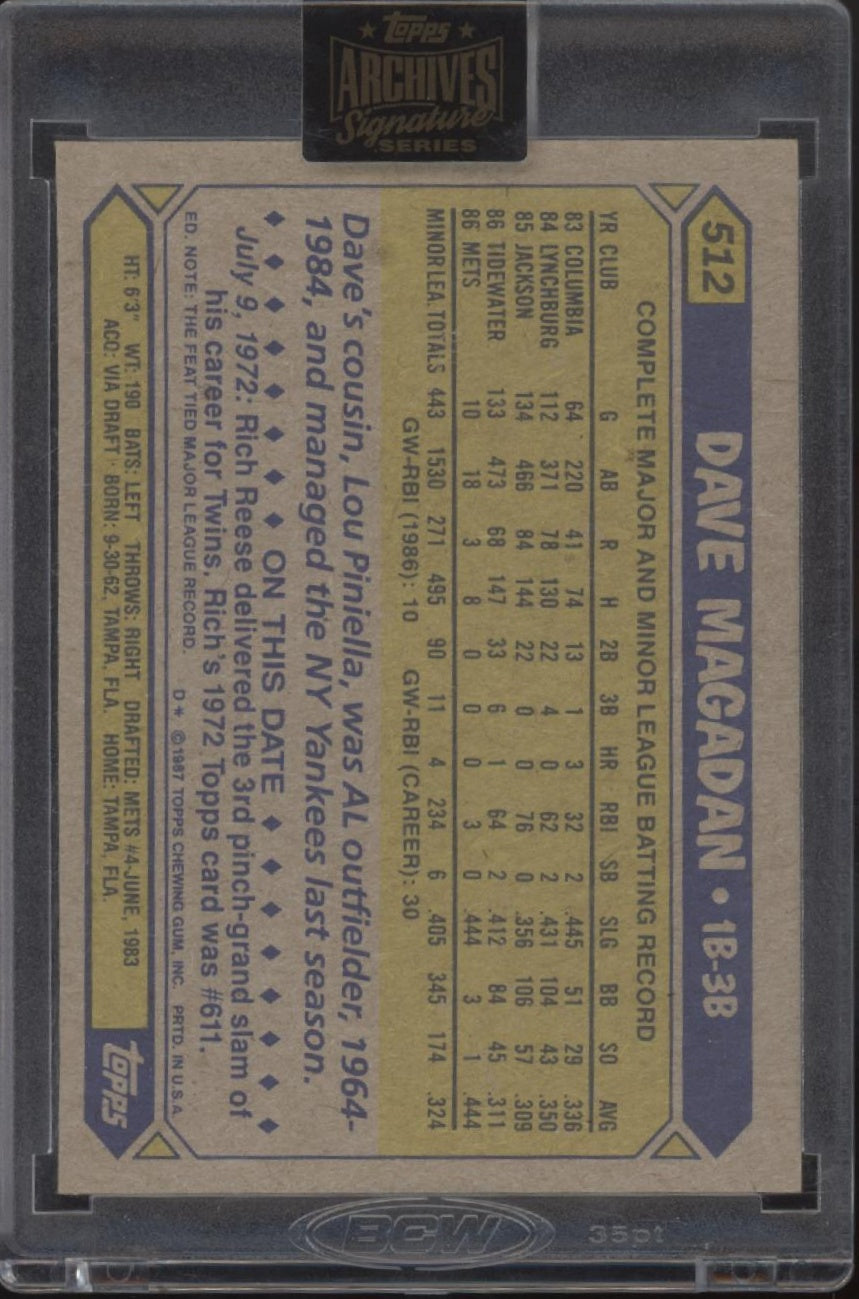 ★ Topps ★
ARCHIVES
Signature
SERIES
512 DAVE MAGADAN • 1B-3B
COMPLETE MAJOR AND MINOR LEAGUE BATTING RECORD
YR CLUB G AB R H 2B 3B HR RBI SB SLG BB SO AVG
83 COLUMBIA 64 220 41 74 13 1 3 32 2 .445 51 29 .336
84 LYNCHBURG 112 371 78 130 22 4 0 62 2 .431 104 43 .350
85 JACKSON 134 466 84 144 22 0 0 76 0 .356 106 57 .309
86 TIDEWATER 133 473 68 147 33 6 1 64 2 .412 84 45 .311
86 METS 10 18 3 8 0 0 0 3 0 .444 3 1 .444
MINOR LEA. TOTALS 443 1530 271 495 90 11 4 234 6 .405 345 174 .324
GW-RBI (1986): 10 GW-RBI (CAREER): 30
Dave's cousin, Lou Piniella, was AL outfielder, 1964-
1984, and managed the NY Yankees last season.
♦ ♦ ♦ ♦ ♦ ♦ ♦ ♦ ON THIS DATE ♦ ♦ ♦ ♦ ♦ ♦ ♦ ♦
July 9, 1972: Rich Reese delivered the 3rd pinch-grand slam of
his career for Twins. Rich's 1972 Topps card was #611.
ED. NOTE: THE FEAT TIED MAJOR LEAGUE RECORD. D* ©1987 TOPPS CHEWING GUM, INC. PRTD. IN U.S.A.
HT: 6'3" WT: 190 BATS: LEFT THROWS: RIGHT DRAFTED: METS #4-JUNE, 1983
ACQ: VIA DRAFT BORN: 9-30-62, TAMPA, FLA. HOME: TAMPA, FLA.
topps
BCW
35pt